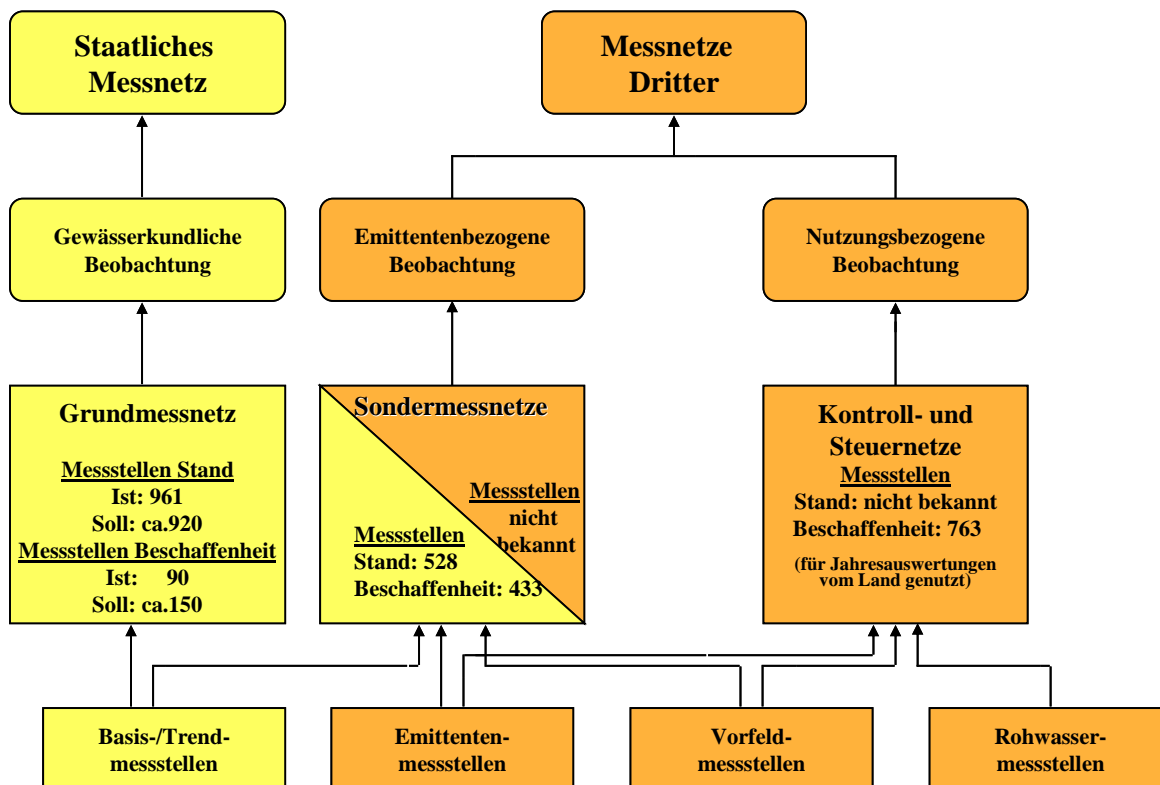 Staatliches
Messnetz
Messnetze
Dritter
Gewässerkundliche
Beobachtung
Emittentenbezogene
Beobachtung
Nutzungsbezogene
Beobachtung
Grundmessnetz
Messstellen Stand
Ist: 961
Soll: ca.920
Messstellen Beschaffenheit
Ist: 90
Soll: ca.150
Sondermessnetze
Messstellen
nicht
bekannt
Messstellen
Stand: 528
Beschaffenheit: 433
Kontroll- und
Steuernetze
Messstellen
Stand: nicht bekannt
Beschaffenheit: 763
(für Jahresauswertungen
vom Land genutzt)
Basis-/Trend-
messstellen
Emittenten-
messstellen
Vorfeld-
messstellen
Rohwasser-
messstellen